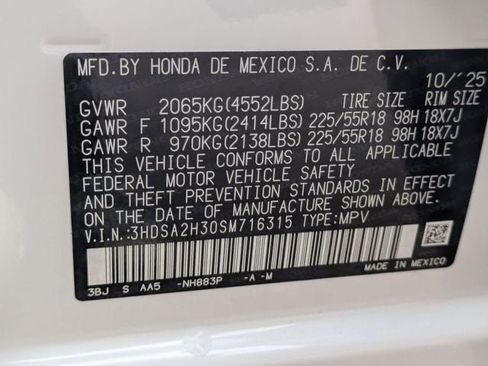 MFD.BY HONDA DE MEXICO S.A. DE C.V.
10/'25
GVWR 2065KG(4552LBS) TIRE SIZE RIM SIZE
GAWR F 1095KG(2414LBS) 225/55R18 98H 18X7J
GAWR R 970KG(2138LBS) 225/55R18 98H 18X7J
THIS VEHICLE CONFORMS TO ALL APPLICABLE
FEDERAL MOTOR VEHICLE SAFETY
AND THEFT PREVENTION STANDARDS IN EFFECT
ON THE DATE OF MANUFACTURE SHOWN ABOVE.
V.I.N.:3HDSA2H30SM716315 TYPE:MPV
3BJ S AA5 -NH883P -A -M MADE IN MEXICO